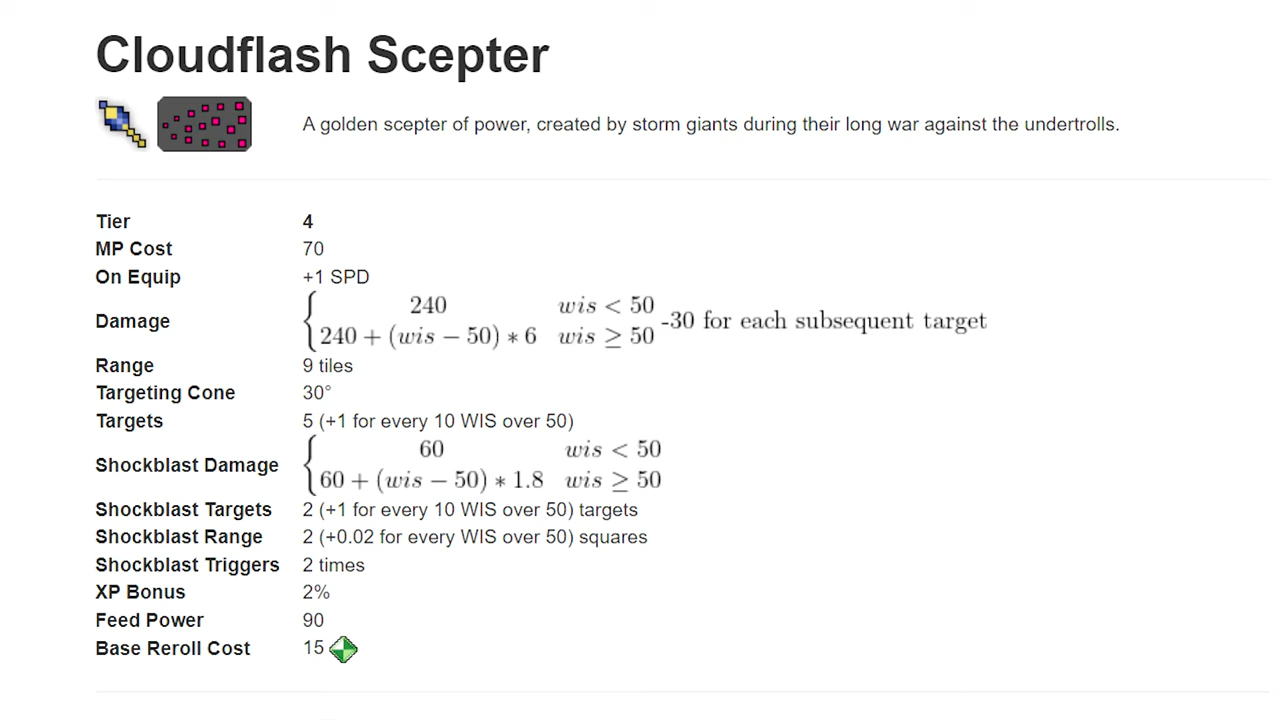 Cloudflash Scepter
A golden scepter of power, created by storm giants during their long war against the undertrolls.
Tier 4
MP Cost 70
On Equip +1 SPD
Damage { 240 wis < 50
240 + (wis − 50) ∗ 6 wis ≥ 50 -30 for each subsequent target
Range 9 tiles
Targeting Cone 30°
Targets 5 (+1 for every 10 WIS over 50)
Shockblast Damage { 60 wis < 50
60 + (wis − 50) ∗ 1.8 wis ≥ 50
Shockblast Targets 2 (+1 for every 10 WIS over 50) targets
Shockblast Range 2 (+0.02 for every WIS over 50) squares
Shockblast Triggers 2 times
XP Bonus 2%
Feed Power 90
Base Reroll Cost 15